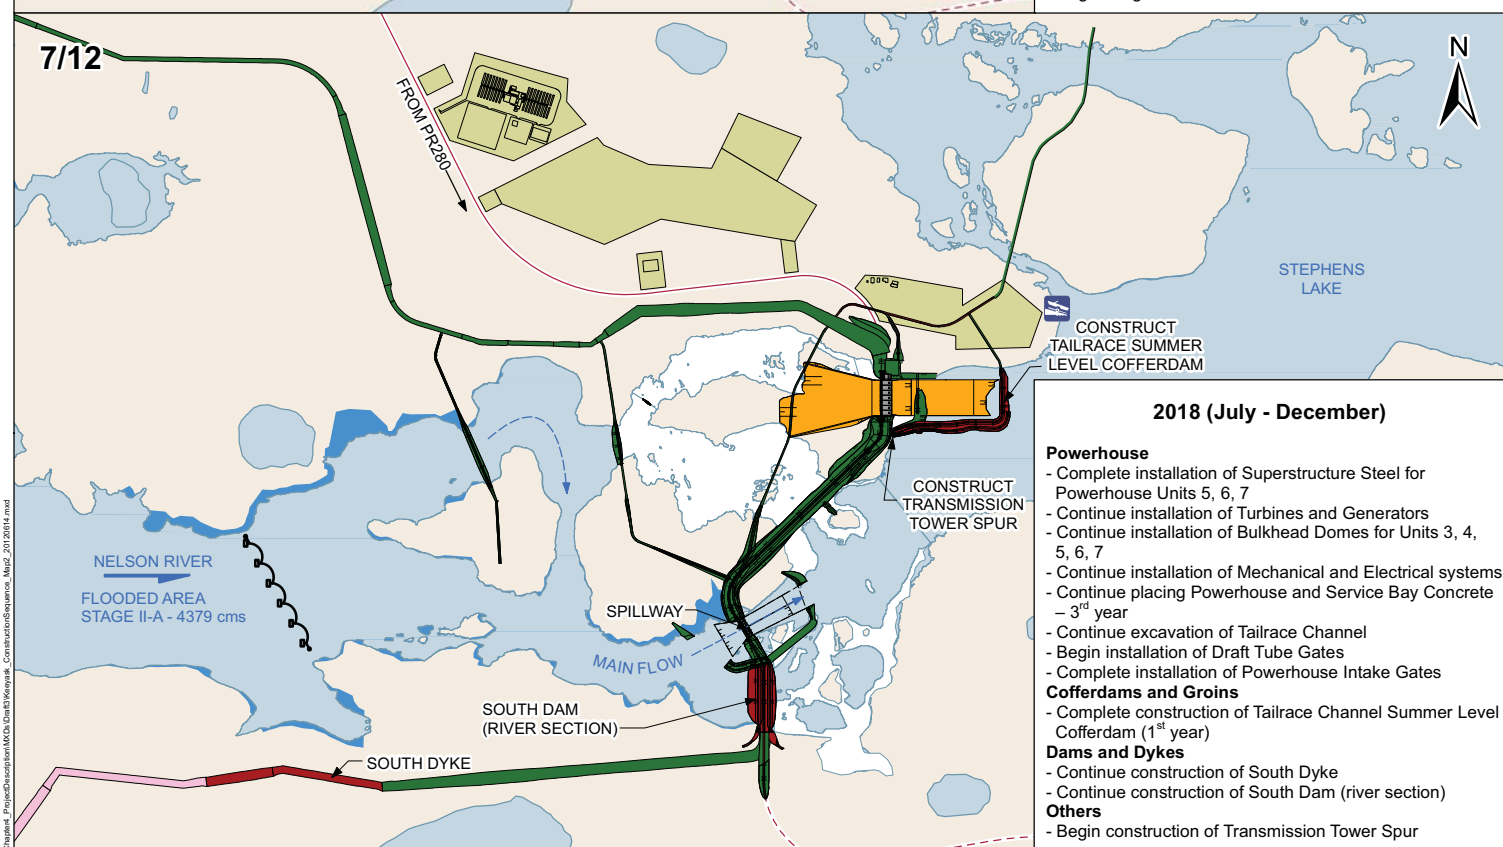 7/12
N
FROM PR280
STEPHENS
LAKE
CONSTRUCT
TAILRACE SUMMER
LEVEL COFFERDAM
CONSTRUCT
TRANSMISSION
TOWER SPUR
NELSON RIVER
FLOODED AREA
STAGE II-A - 4379 cms
SPILLWAY
MAIN FLOW
SOUTH DAM
(RIVER SECTION)
SOUTH DYKE
2018 (July - December)
Powerhouse
- Complete installation of Superstructure Steel for
Powerhouse Units 5, 6, 7
- Continue installation of Turbines and Generators
- Continue installation of Bulkhead Domes for Units 3, 4,
5, 6, 7
- Continue installation of Mechanical and Electrical systems
- Continue placing Powerhouse and Service Bay Concrete
– 3rd year
- Continue excavation of Tailrace Channel
- Begin installation of Draft Tube Gates
- Complete installation of Powerhouse Intake Gates
Cofferdams and Groins
- Complete construction of Tailrace Channel Summer Level
Cofferdam (1st year)
Dams and Dykes
- Continue construction of South Dyke
- Continue construction of South Dam (river section)
Others
- Begin construction of Transmission Tower Spur